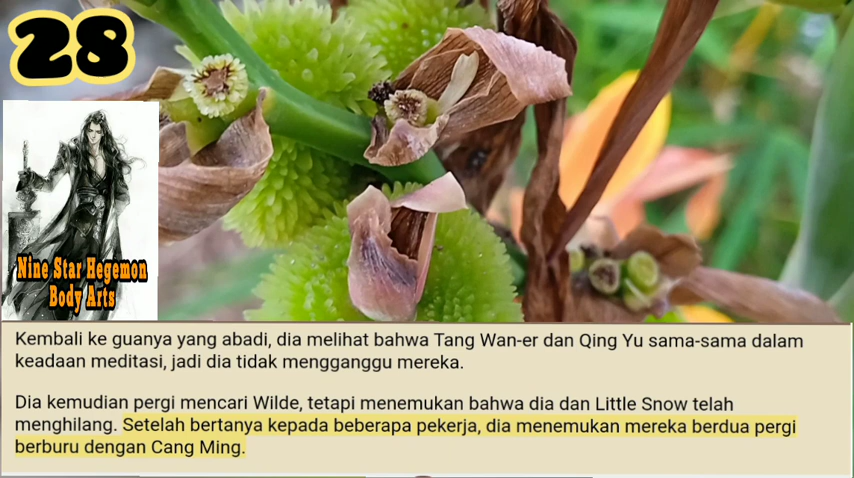 28
Nine Star Hegemon
Body Arts
Kembali ke guanya yang abadi, dia melihat bahwa Tang Wan-er dan Qing Yu sama-sama dalam
keadaan meditasi, jadi dia tidak mengganggu mereka.
Dia kemudian pergi mencari Wilde, tetapi menemukan bahwa dia dan Little Snow telah
menghilang. Setelah bertanya kepada beberapa pekerja, dia menemukan mereka berdua pergi
berburu dengan Cang Ming.